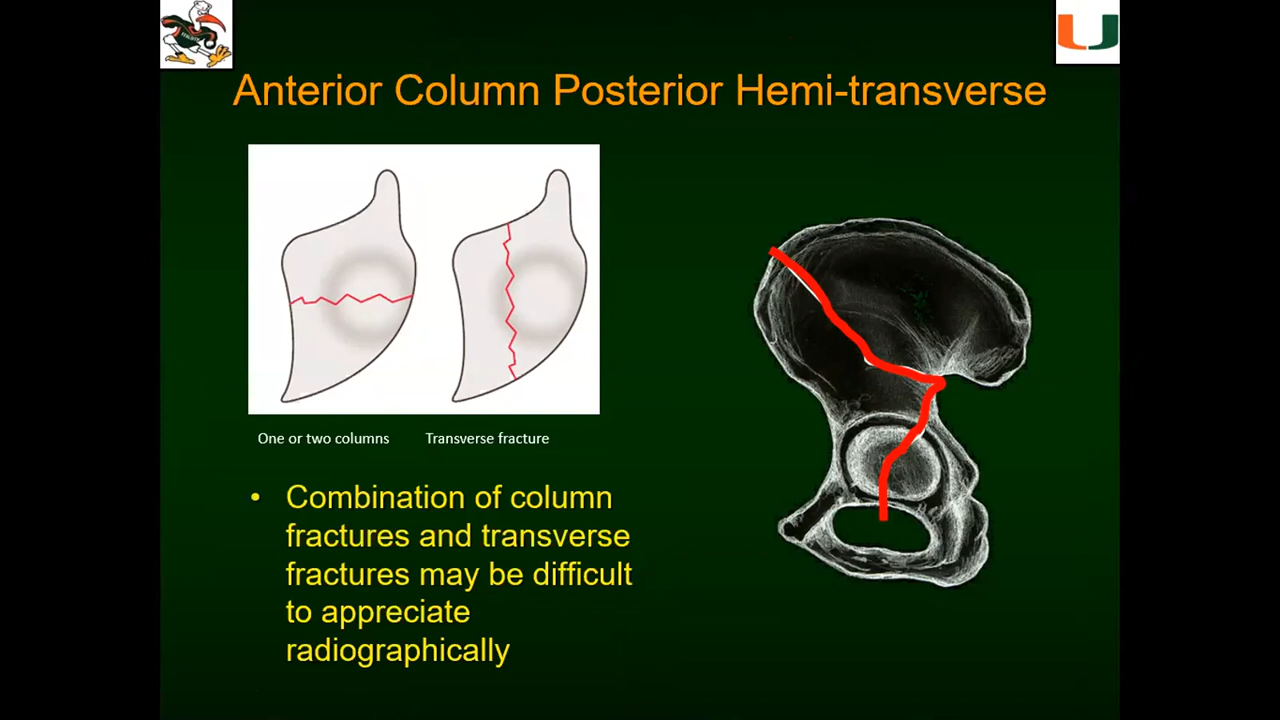 Anterior Column Posterior Hemi-transverse
One or two columns
Transverse fracture
• Combination of column
fractures and transverse
fractures may be difficult
to appreciate
radiographically